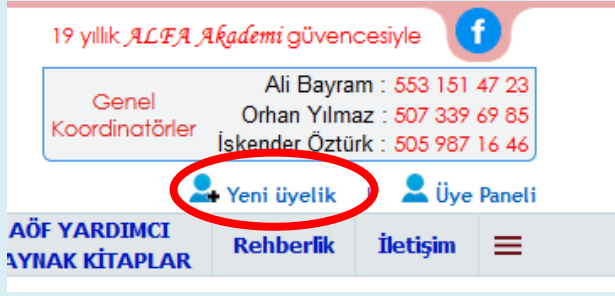 19 yıllık ALFA Akademi güvencesiyle f
Genel Koordinatörler
Ali Bayram : 553 151 47 23
Orhan Yılmaz : 507 339 69 85
İskender Öztürk : 505 987 16 46
Yeni üyelik | Üye Paneli
AÖF YARDIMCI
AYNAK KİTAPLAR
Rehberlik İletişim